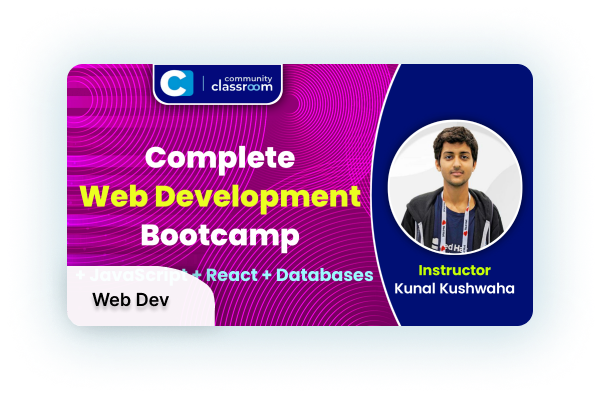 community
classroom
Complete
Web Development
Bootcamp
+ JavaScript + React + Databases
Web Dev
Instructor
Kunal Kushwaha